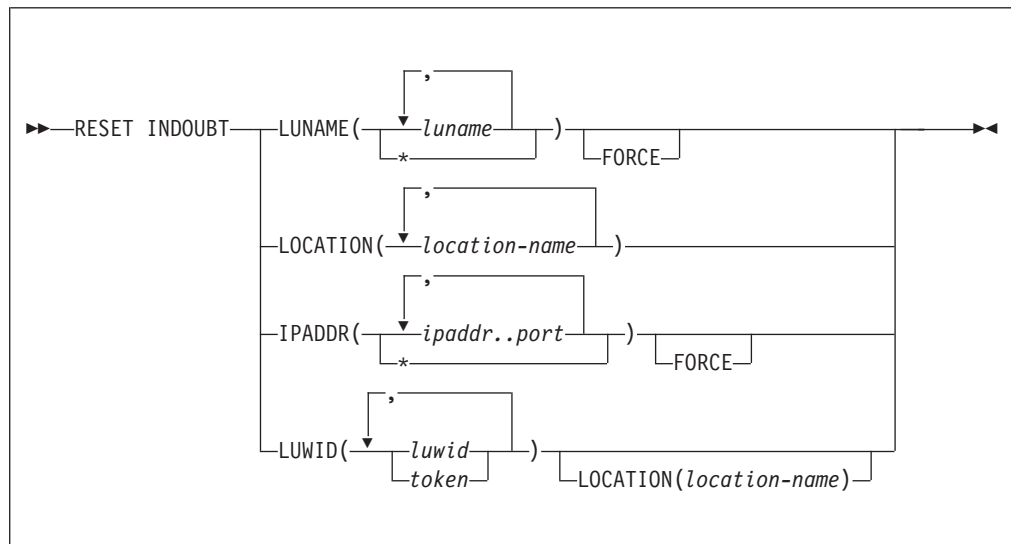 ,
RESET INDOUBT LUNAME( luname )
* FORCE
,
LOCATION( location-name )
,
IPADDR( ipaddr..port )
* FORCE
,
LUWID( luwid )
token LOCATION(location-name)